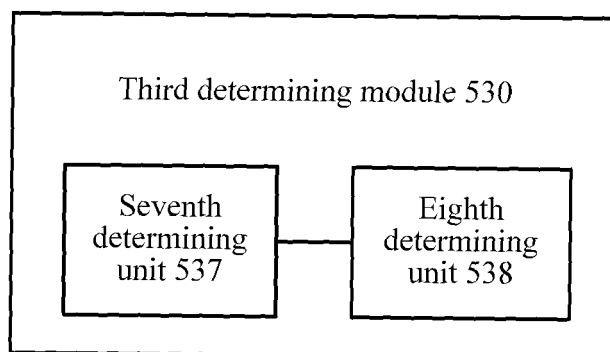 Third determining module 530
Seventh
determining
unit 537
Eighth
determining
unit 538